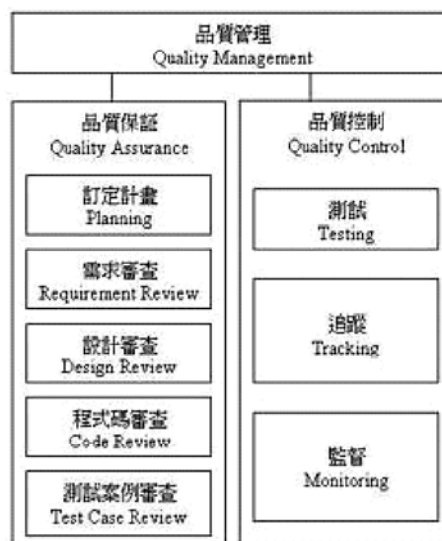 品質管理
Quality Management
品質保証
Quality Assurance
訂定計畫
Planning
需求審查
Requirement Review
設計審查
Design Review
程式碼審查
Code Review
測試案例審查
Test Case Review
品質控制
Quality Control
測試
Testing
追蹤
Tracking
監督
Monitoring